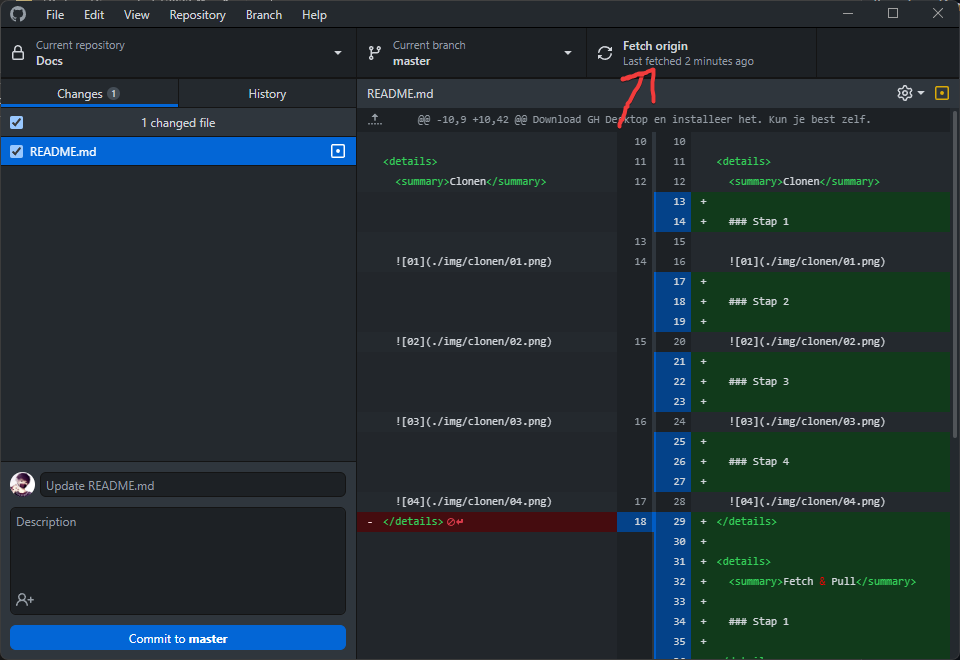 File Edit View Repository Branch Help
Current repository
Docs
Current branch
master
Fetch origin
Last fetched 2 minutes ago
Changes 1
History
1 changed file
README.md
Update README.md
Description
Commit to master
README.md
@@ -10,9 +10,42 @@ Download GH Desktop en installeer het. Kun je best zelf.
10 10
<details> 11 11 <details>
<summary>Clonen</summary> 12 12 <summary>Clonen</summary>
13 +
14 + ### Stap 1
13 15
![01](./img/clonen/01.png) 14 16 ![01](./img/clonen/01.png)
17 +
18 + ### Stap 2
19 +
![02](./img/clonen/02.png) 15 20 ![02](./img/clonen/02.png)
21 +
22 + ### Stap 3
23 +
![03](./img/clonen/03.png) 16 24 ![03](./img/clonen/03.png)
25 +
26 + ### Stap 4
27 +
![04](./img/clonen/04.png) 17 28 ![04](./img/clonen/04.png)
- </details> 18 29 + </details>
30 +
31 + <details>
32 + <summary>Fetch & Pull</summary>
33 +
34 + ### Stap 1
35 +